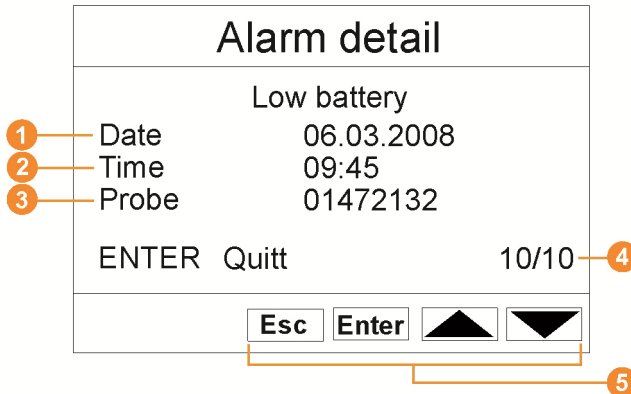 Alarm detail
Low battery
1 Date 06.03.2008
2 Time 09:45
3 Probe 01472132
ENTER Quitt 10/10 4
Esc Enter
5